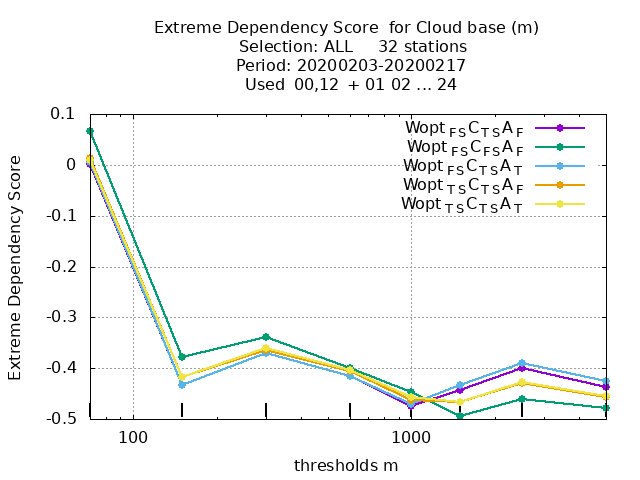 Extreme Dependency Score  for Cloud base (m)
Selection: ALL     32 stations
Period: 20200203-20200217
Used  00,12  + 01 02 ... 24
Extreme Dependency Score
0.1
0
-0.1
-0.2
-0.3
-0.4
-0.5
Wopt FS C TS A F
Wopt FS C FS A F
Wopt FS C TS A T
Wopt TS C TS A F
Wopt TS C TS A T
100
1000
thresholds m